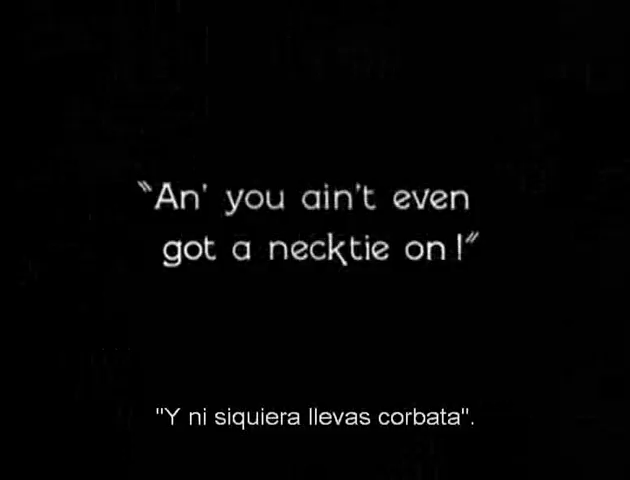 "An' you ain't even
got a necktie on!"
"Y ni siquiera llevas corbata".